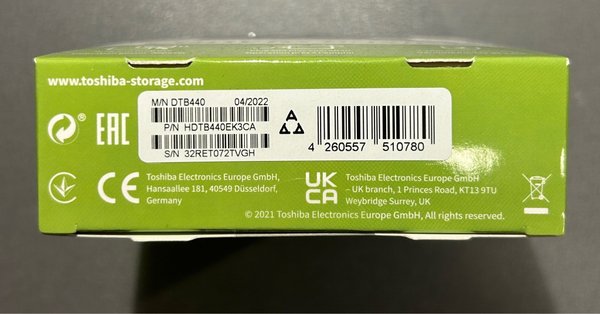 www.toshiba-storage.com
M/N DTB440 04/2022
P/N HDTB440EK3CA
S/N 32RET072TVGH
4 260557 510780
®
EAC
CE
Toshiba Electronics Europe GmbH,
Hansaallee 181, 40549 Düsseldorf,
Germany
UK
CA
Toshiba Electronics Europe GmbH
– UK branch, 1 Princes Road, KT13 9TU
Weybridge Surrey, UK
© 2021 Toshiba Electronics Europe GmbH, All rights reserved.